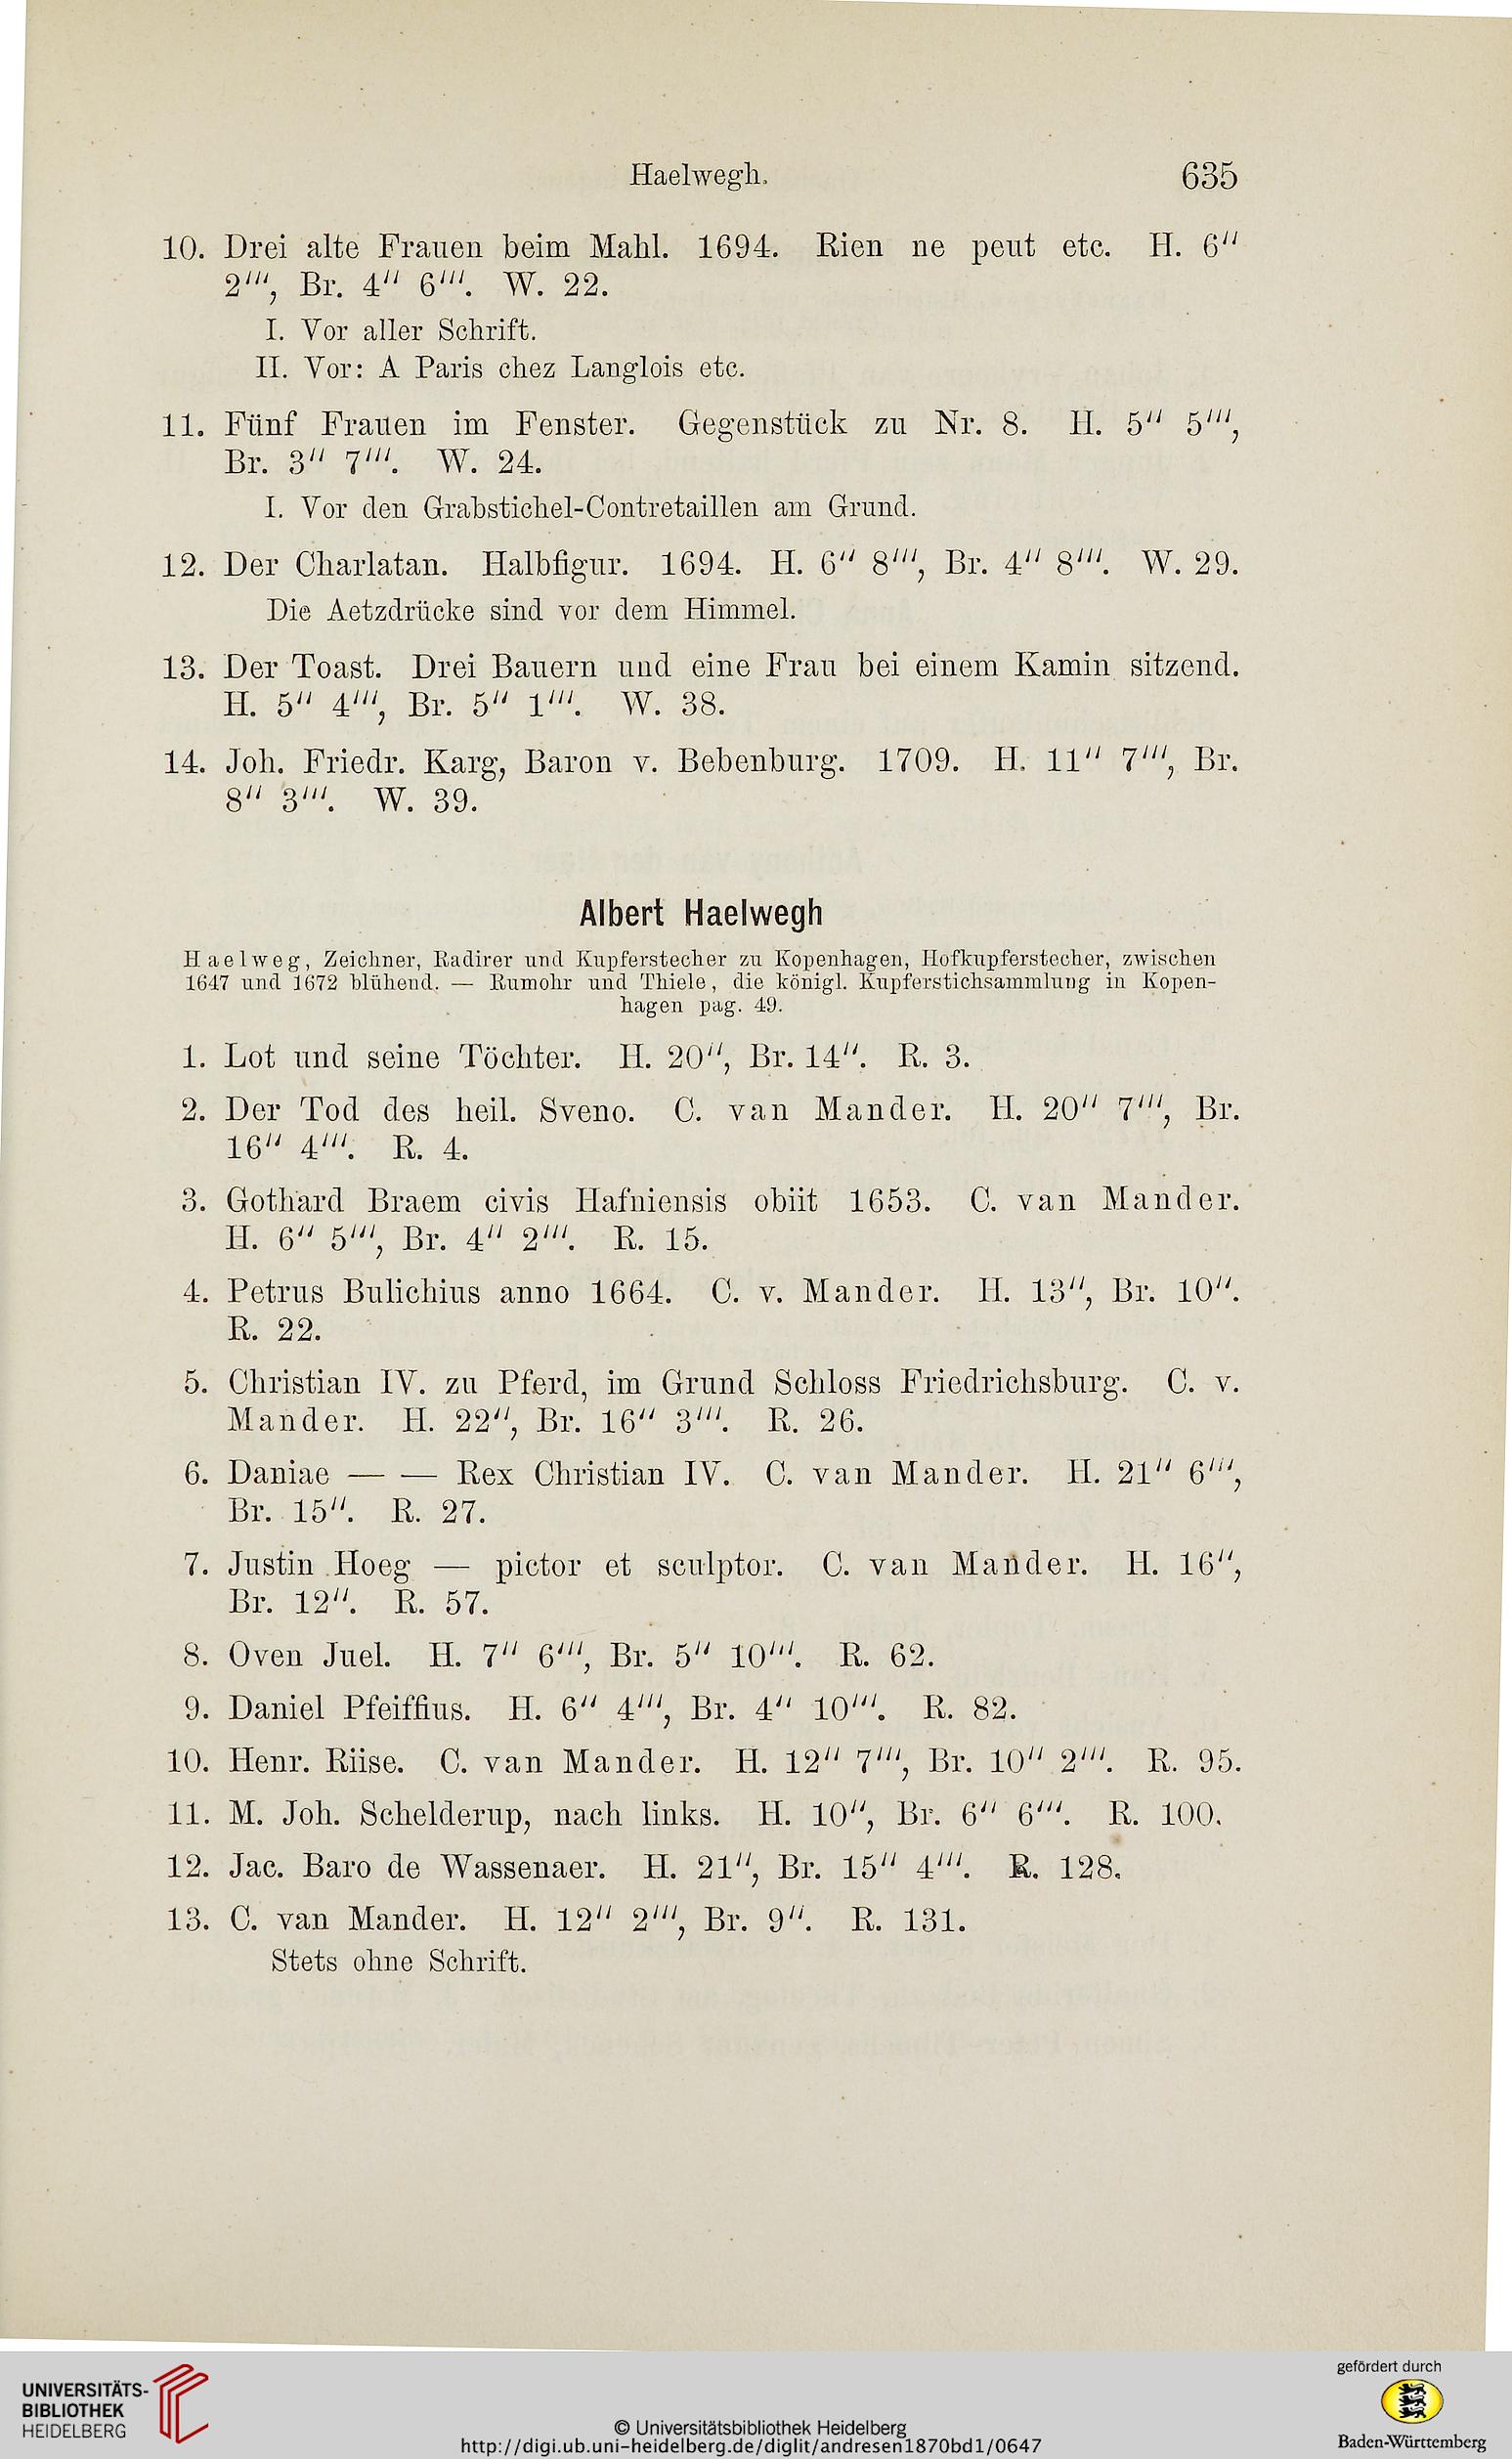 Haelwegh. 635
10. Drei alte Frauen beim Mahl. 1694. Rien ne peut etc. H. 6''
2''', Br. 4'' 6'''. W. 22.
I. Vor aller Schrift.
II. Vor: A Paris chez Langlois etc.
11. Fünf Frauen im Fenster. Gegenstück zu Nr. 8. H. 5'' 5''',
Br. 3'' 7'''. W. 24.
I. Vor den Grabstichel-Contretaillen am Grund.
12. Der Charlatan. Halbfigur. 1694. H. 6'' 8''', Br. 4'' 8'''. W. 29.
Die Aetzdrücke sind vor dem Himmel.
13. Der Toast. Drei Bauern und eine Frau bei einem Kamin sitzend.
H. 5'' 4''', Br. 5'' 1'''. W. 38.
14. Joh. Friedr. Karg, Baron v. Bebenburg. 1709. H. 11'' 7''', Br.
8'' 3'''. W. 39.
Albert Haelwegh
Haelweg, Zeichner, Radirer und Kupferstecher zu Kopenhagen, Hofkupferstecher, zwischen
1647 und 1672 blühend. — Rumohr und Thiele, die königl. Kupferstichsammlung in Kopen-
hagen pag. 49.
1. Lot und seine Töchter. H. 20'', Br. 14''. R. 3.
2. Der Tod des heil. Sveno. C. van Mander. H. 20'' 7''', Br.
16'' 4'''. R. 4.
3. Gothard Braem civis Hafniensis obiit 1653. C. van Mander.
H. 6'' 5''', Br. 4'' 2'''. R. 15.
4. Petrus Bulichius anno 1664. C. v. Mander. H. 13'', Br. 10''.
R. 22.
5. Christian IV. zu Pferd, im Grund Schloss Friedrichsburg. C. v.
Mander. H. 22'', Br. 16'' 3'''. R. 26.
6. Daniae — — Rex Christian IV. C. van Mander. H. 21'' 6''',
Br. 15''. R. 27.
7. Justin Hoeg — pictor et sculptor. C. van Mander. H. 16'',
Br. 12''. R. 57.
8. Oven Juel. H. 7'' 6''', Br. 5'' 10'''. R. 62.
9. Daniel Pfeiffius. H. 6'' 4''', Br. 4'' 10'''. R. 82.
10. Henr. Riise. C. van Mander. H. 12'' 7''', Br. 10'' 2'''. R. 95.
11. M. Joh. Schelderup, nach links. H. 10'', Br. 6'' 6'''. R. 100.
12. Jac. Baro de Wassenaer. H. 21'', Br. 15'' 4'''. R. 128.
13. C. van Mander. H. 12'' 2''', Br. 9''. R. 131.
Stets ohne Schrift.
UNIVERSITÄTS-
BIBLIOTHEK
HEIDELBERG
© Universitätsbibliothek Heidelberg
http://digi.ub.uni-heidelberg.de/diglit/andresen1870bd1/0647
gefördert durch
Baden-Württemberg